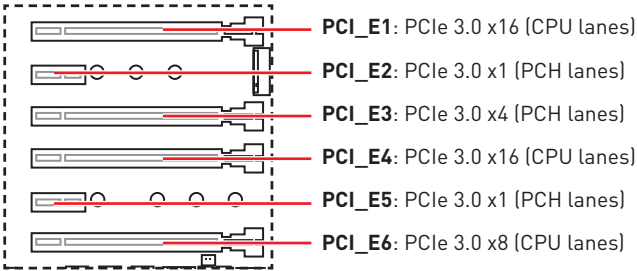 PCI_E1: PCIe 3.0 x16 (CPU lanes)
PCI_E2: PCIe 3.0 x1 (PCH lanes)
PCI_E3: PCIe 3.0 x4 (PCH lanes)
PCI_E4: PCIe 3.0 x16 (CPU lanes)
PCI_E5: PCIe 3.0 x1 (PCH lanes)
PCI_E6: PCIe 3.0 x8 (CPU lanes)